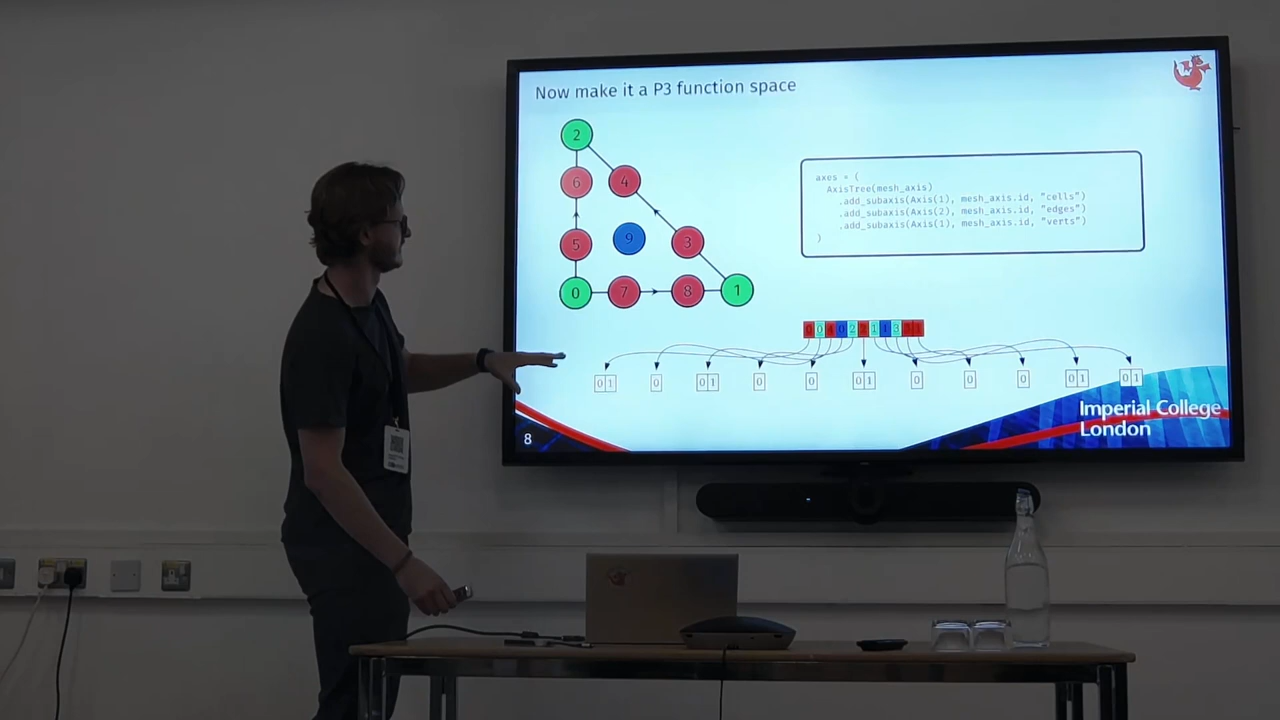 Now make it a P3 function space
2
6 4
5 9 3
0 7 8 1
axes = (
AxisTree(mesh_axis)
.add_subaxis(Axis(1), mesh_axis.id, "cells")
.add_subaxis(Axis(2), mesh_axis.id, "edges")
.add_subaxis(Axis(1), mesh_axis.id, "verts")
)
0 1 0 0 1 0 0 0 1 0 0 0 0 1 0 1
Imperial College
London
8